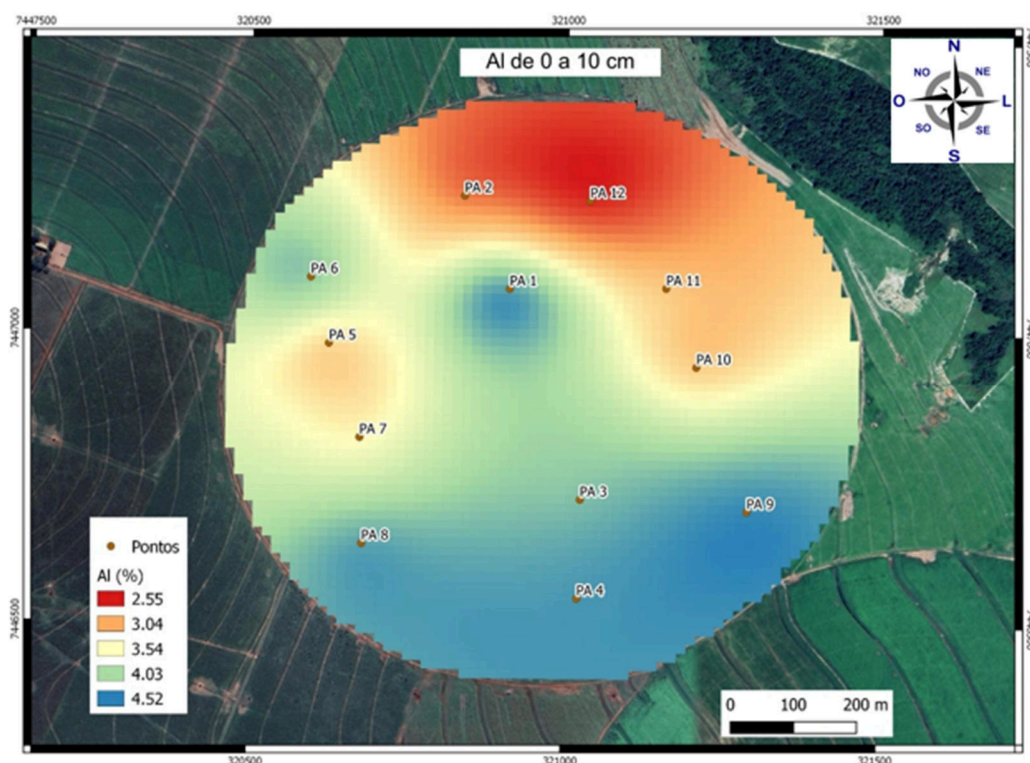 7447500
320500
321000
321500
Al de 0 a 10 cm
N
NO
NE
O
L
SO
SE
S
PA 2
PA 12
PA 6
PA 1
PA 11
PA 5
7447000
PA 10
PA 7
PA 3
PA 9
PA 8
PA 4
Pontos
Al (%)
2.55
3.04
3.54
4.03
4.52
7446500
0 100 200 m
320500
321000
321500